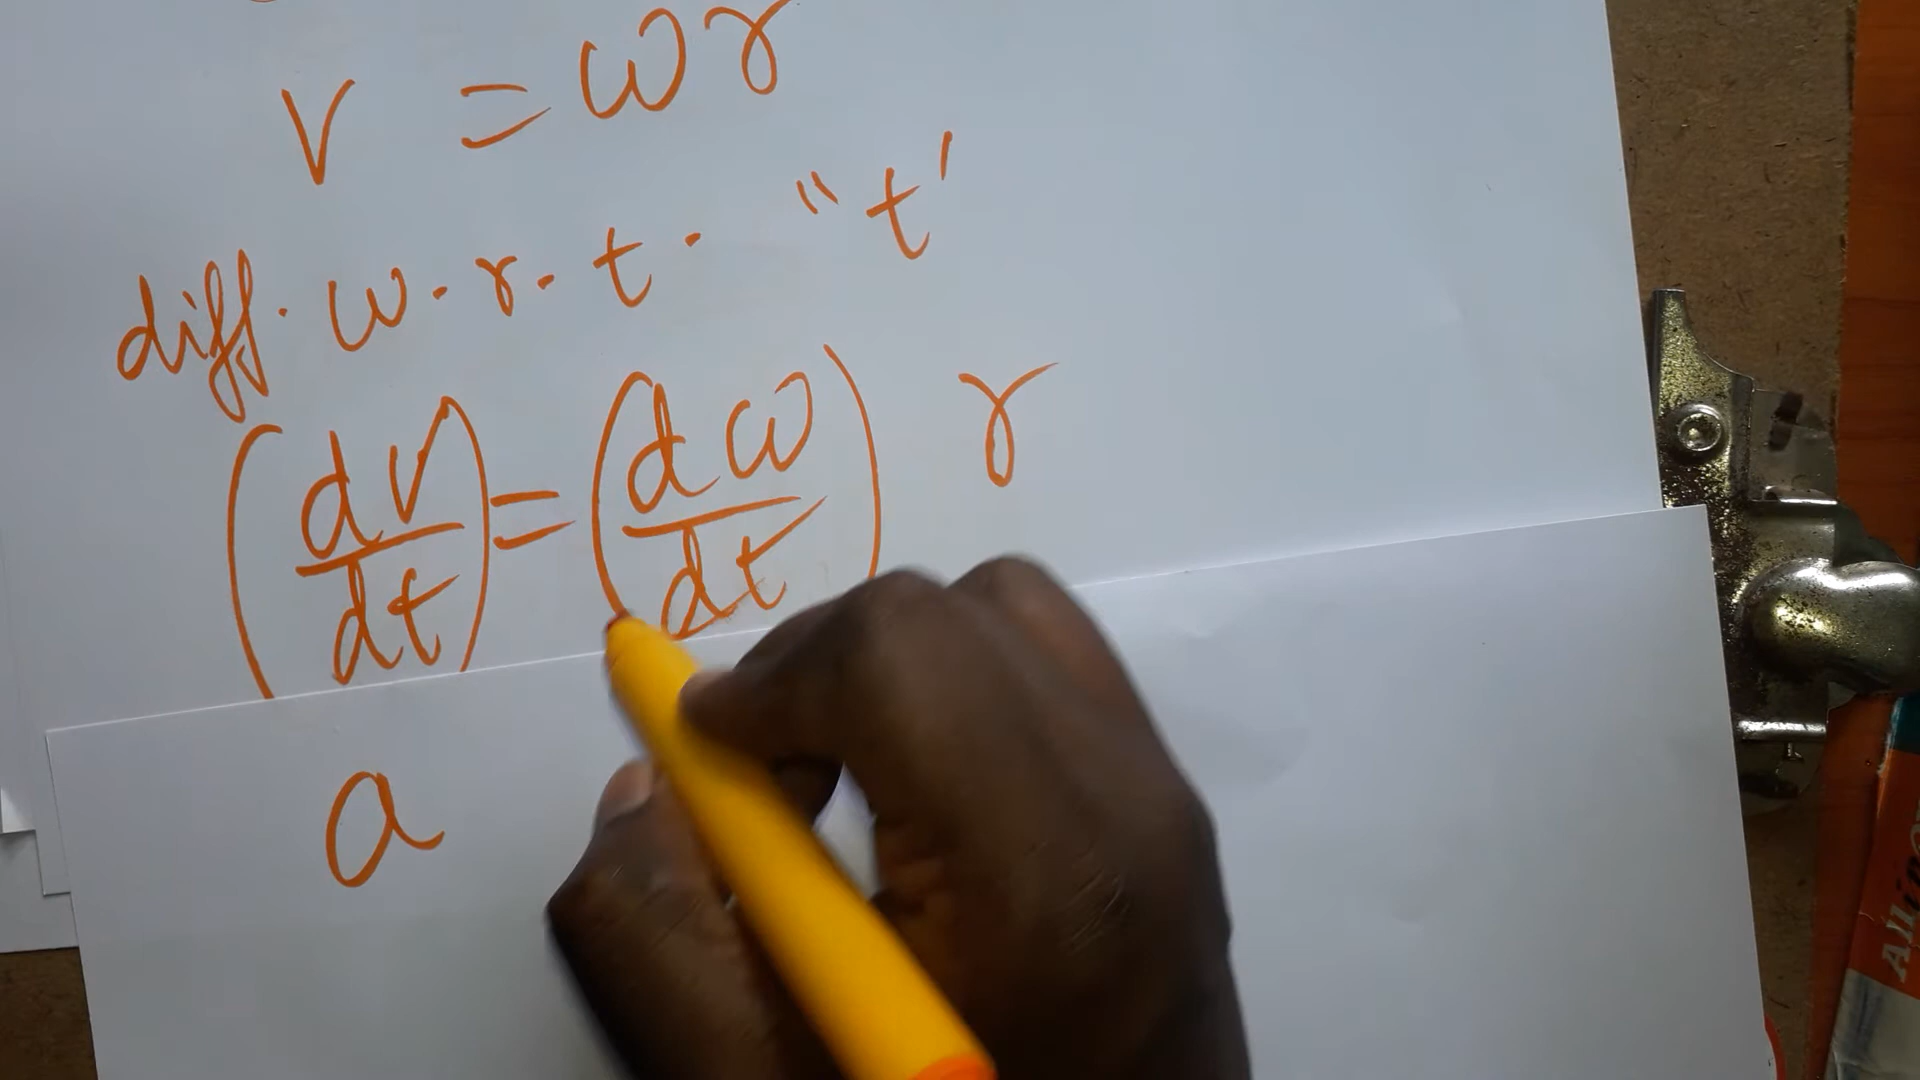 v = ωr
diff. w.r.t. "t'
(dv/dt) = (dω/dt) r
a